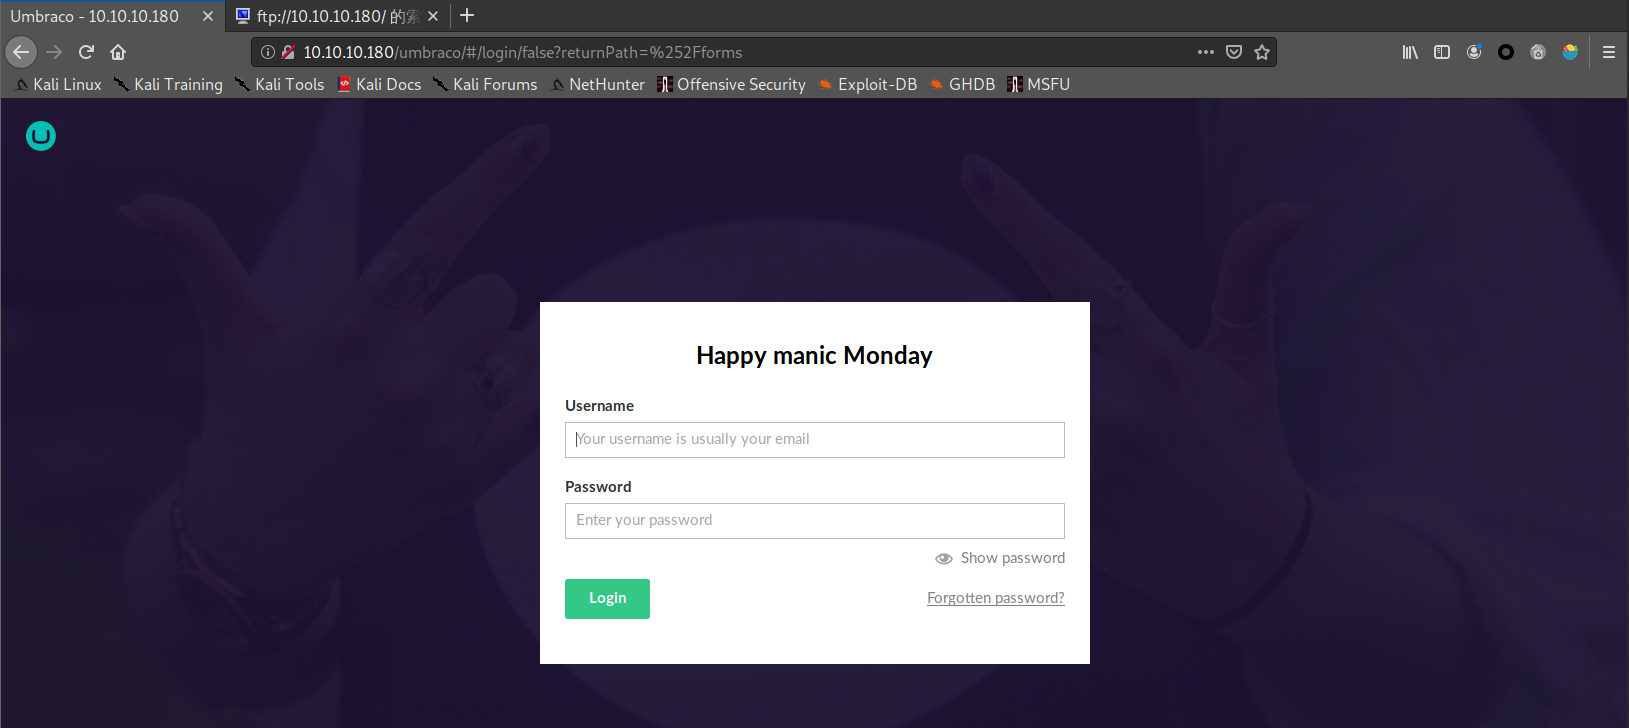 Umbraco - 10.10.10.180
ftp://10.10.10.180/ 的索
10.10.10.180/umbraco/#/login/false?returnPath=%252Fforms
Kali Linux Kali Training Kali Tools Kali Docs Kali Forums NetHunter Offensive Security Exploit-DB GHDB MSFU
Happy manic Monday
Username
Your username is usually your email
Password
Enter your password
Show password
Login Forgotten password?